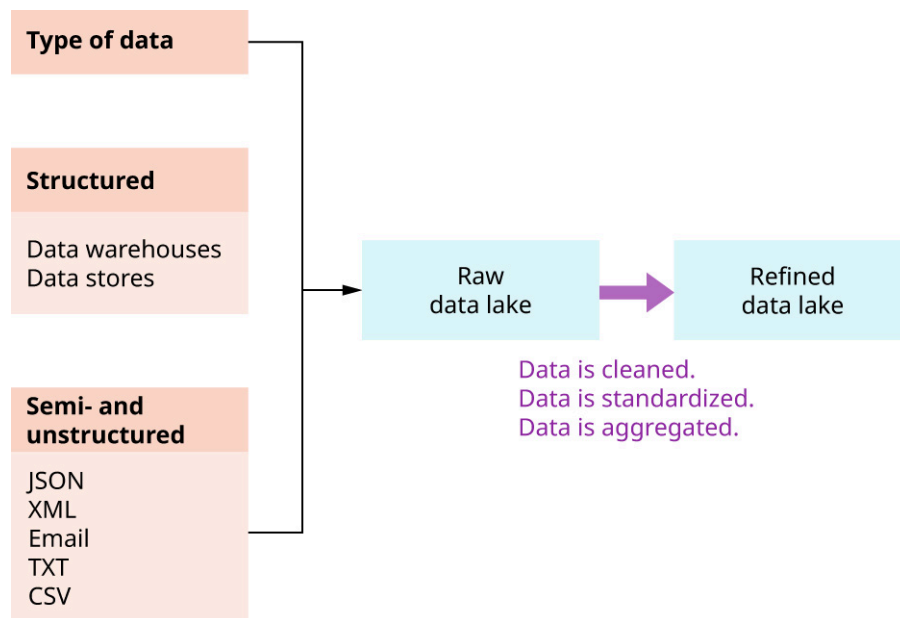 Type of data
Structured
Data warehouses
Data stores
Semi- and
unstructured
JSON
XML
Email
TXT
CSV
Raw
data lake
Refined
data lake
Data is cleaned.
Data is standardized.
Data is aggregated.